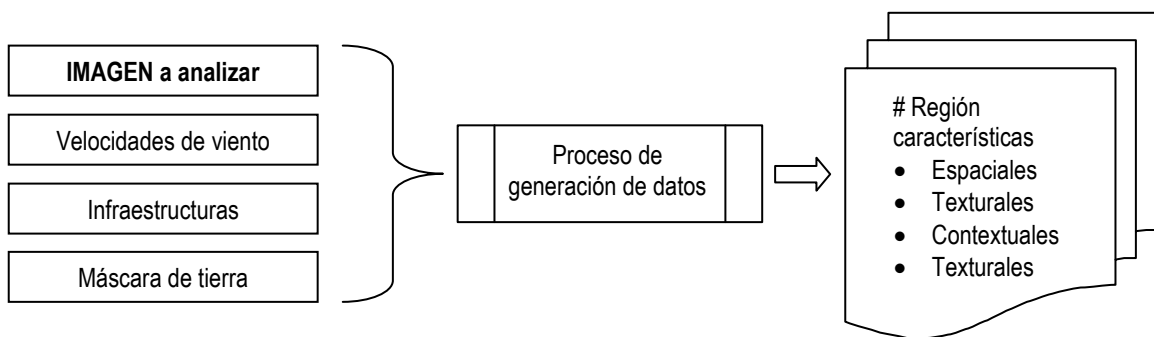 IMAGEN a analizar
Velocidades de viento
Infraestructuras
Máscara de tierra
Proceso de
generación de datos
# Región
características
• Espaciales
• Texturales
• Contextuales
• Texturales